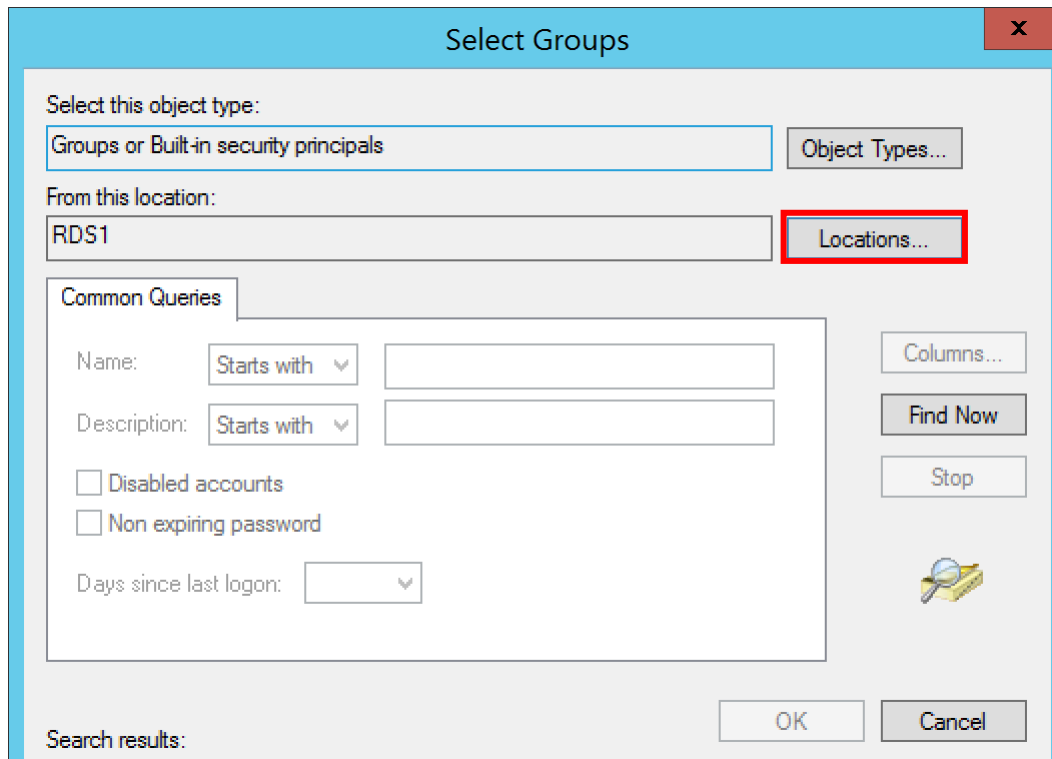 Select Groups
x
Select this object type:
Groups or Built-in security principals
Object Types...
From this location:
RDS1
Locations...
Common Queries
Name:
Starts with
Columns...
Description:
Starts with
Find Now
Disabled accounts
Stop
Non expiring password
Days since last logon:
OK
Cancel
Search results: